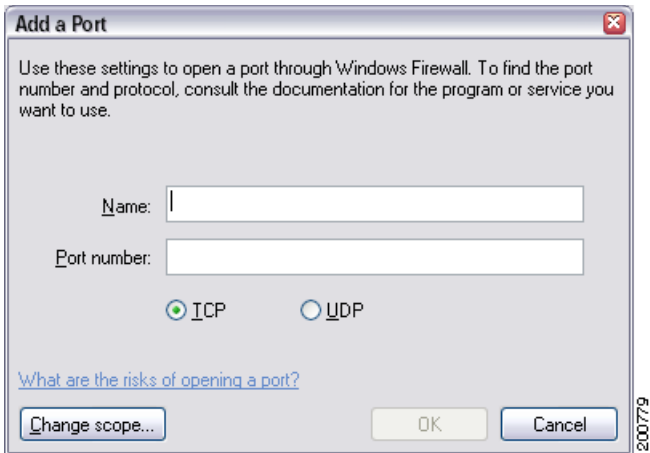 Add a Port
Use these settings to open a port through Windows Firewall. To find the port
number and protocol, consult the documentation for the program or service you
want to use.
Name:
Port number:
TCP
UDP
What are the risks of opening a port?
Change scope...
OK
Cancel
200779